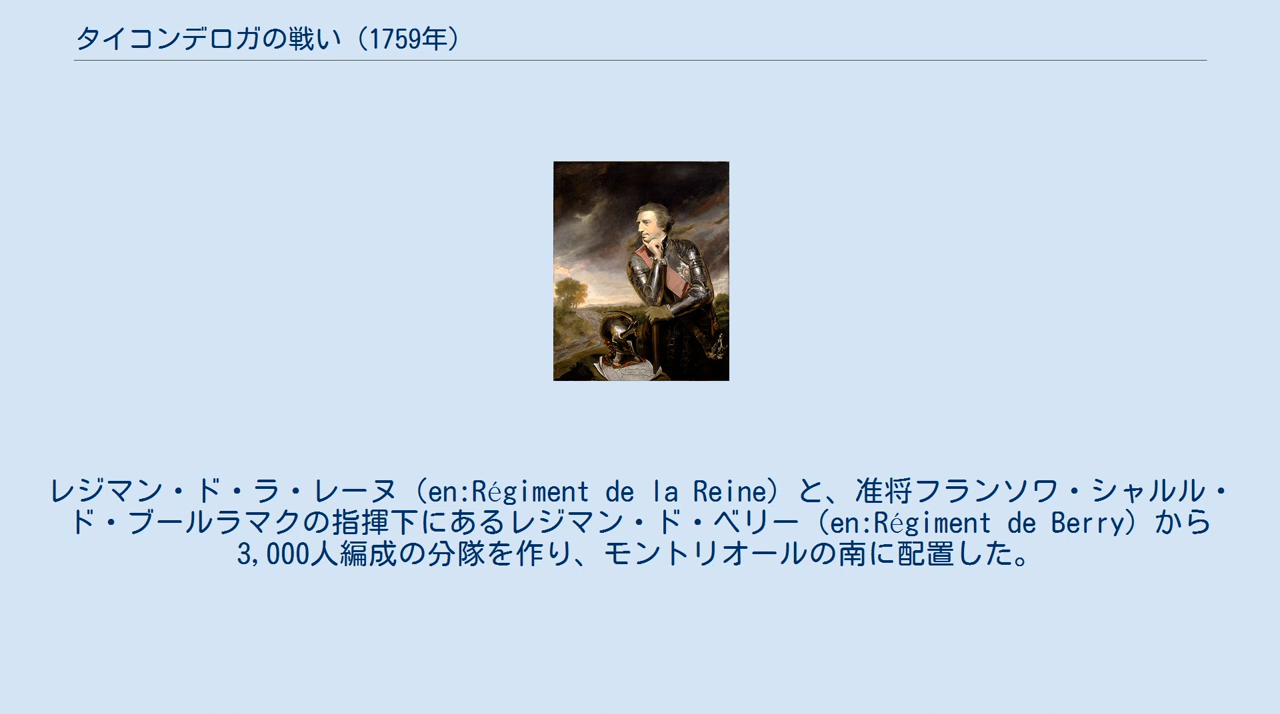 タイコンデロガの戦い（1759年）
レジマン・ド・ラ・レーヌ（en:Régiment de la Reine）と、准将フランソワ・シャルル・
ド・ブールラマクの指揮下にあるレジマン・ド・ベリー（en:Régiment de Berry）から
3,000人編成の分隊を作り、モントリオールの南に配置した。